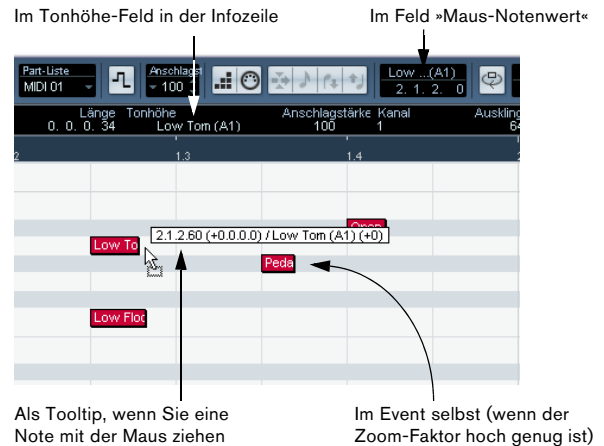 Im Tonhöhe-Feld in der Infozeile
Im Feld »Maus-Notenwert«
Part-Liste
MIDI 01
Anschlagst
100
Low ...(A1)
2. 1. 2. 0
Länge Tonhöhe Anschlagstärke Kanal Auskling
0. 0. 0. 34 Low Tom (A1) 100 1 64
2 1.3 1.4 2
Open
2.1.2.60 (+0.0.0.0) / Low Tom (A1) (+0)
Low To
Peda
Low Floo
Als Tooltip, wenn Sie eine
Note mit der Maus ziehen
Im Event selbst (wenn der
Zoom-Faktor hoch genug ist)